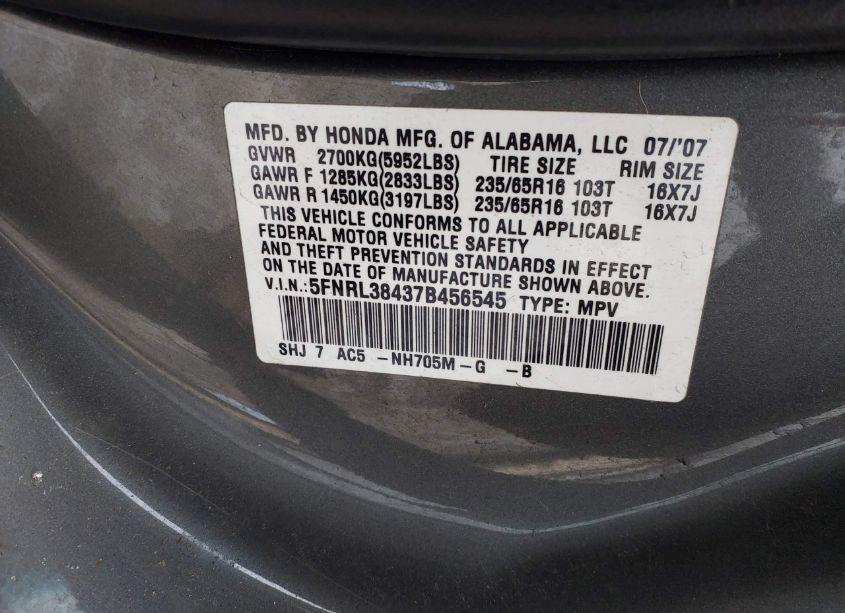 MFD. BY HONDA MFG. OF ALABAMA, LLC 07/'07
GVWR 2700KG(5952LBS) TIRE SIZE RIM SIZE
GAWR F 1285KG(2833LBS) 235/65R16 103T 16X7J
GAWR R 1450KG(3197LBS) 235/65R16 103T 16X7J
THIS VEHICLE CONFORMS TO ALL APPLICABLE
FEDERAL MOTOR VEHICLE SAFETY
AND THEFT PREVENTION STANDARDS IN EFFECT
ON THE DATE OF MANUFACTURE SHOWN ABOVE.
V.I.N.:5FNRL38437B456545 TYPE: MPV
SHJ 7 AC5 -NH705M-G -B